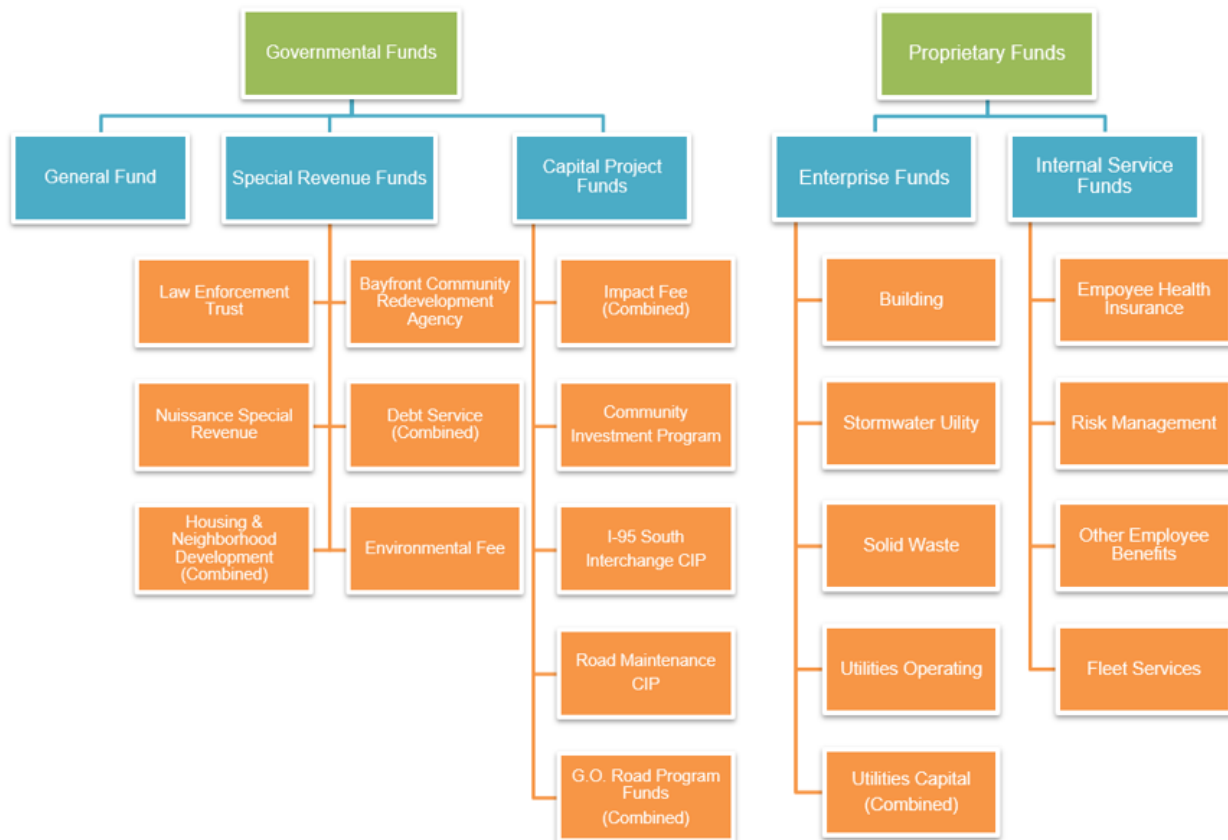 Governmental Funds
Proprietary Funds
General Fund
Special Revenue Funds
Capital Project
Funds
Enterprise Funds
Internal Service
Funds
Law Enforcement
Trust
Bayfront Community
Redevelopment
Agency
Impact Fee
(Combined)
Building
Empoyee Health
Insurance
Nuissance Special
Revenue
Debt Service
(Combined)
Community
Investment Program
Stormwater Uility
Risk Management
Housing &
Neighborhood
Development
(Combined)
Environmental Fee
I-95 South
Interchange CIP
Solid Waste
Other Employee
Benefits
Road Maintenance
CIP
Utilities Operating
Fleet Services
G.O. Road Program
Funds
(Combined)
Utilities Capital
(Combined)